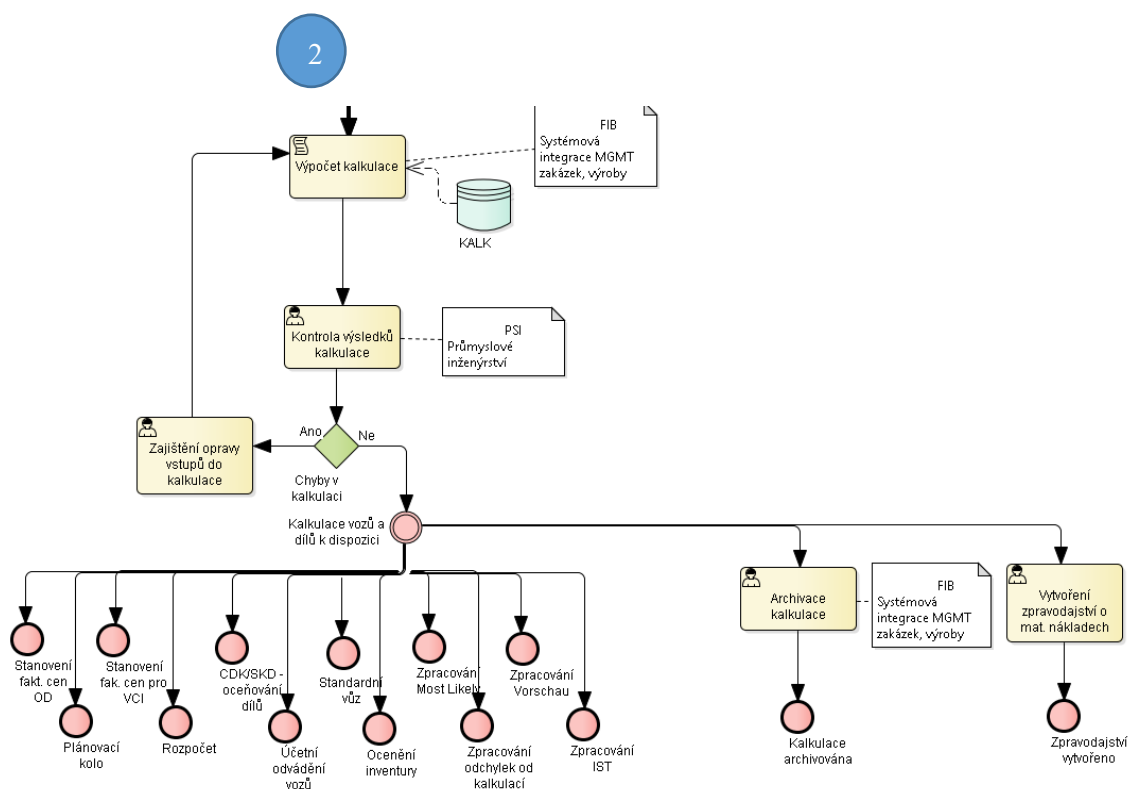 2
FIB
Systémová
integrace MGMT
zakázek, výroby
Výpočet kalkulace
KALK
Kontrola výsledků
kalkulace
PSI
Průmyslové
inženýrství
Ano
Ne
Zajištění opravy
vstupů do
kalkulace
Chyby v
kalkulaci
Kalkulace vozů a
dílů k dispozici
Archivace
kalkulace
FIB
Systémová
integrace MGMT
zakázek, výroby
Vytvoření
zpravodajství o
mat. nákladech
Stanovení
fakt. cen
OD
Stanovení
fak. cen pro
VCI
CDK/SKD -
oceňování
dílů
Standardní
vůz
Zpracování
Most Likely
Zpracování
Vorschau
Plánovací
kolo
Rozpočet
Účetní
odvádění
vozů
Ocenění
inventury
Zpracování
odchylek od
kalkulací
Zpracování
IST
Kalkulace
archivována
Zpravodajství
vytvořeno